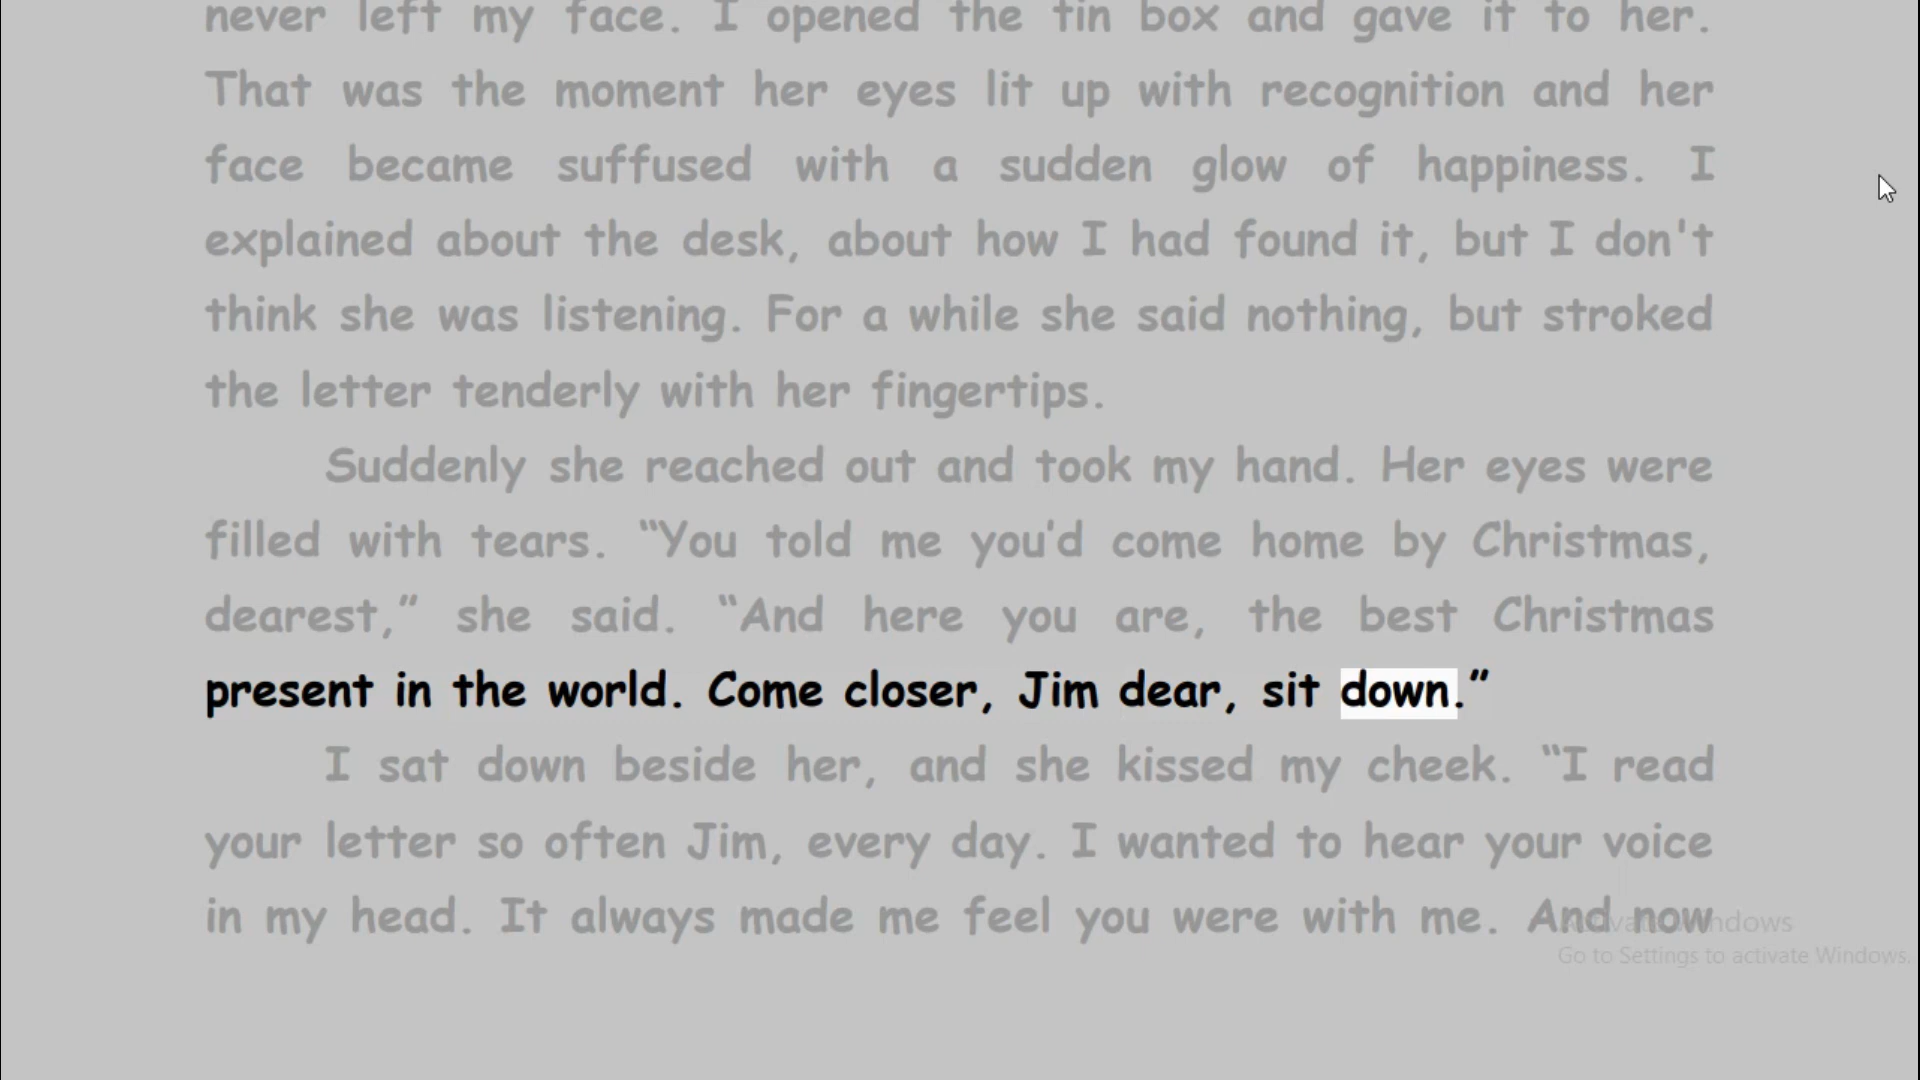 never left my face. I opened the tin box and gave it to her.
That was the moment her eyes lit up with recognition and her
face became suffused with a sudden glow of happiness. I
explained about the desk, about how I had found it, but I don't
think she was listening. For a while she said nothing, but stroked
the letter tenderly with her fingertips.
Suddenly she reached out and took my hand. Her eyes were
filled with tears. “You told me you'd come home by Christmas,
dearest,” she said. “And here you are, the best Christmas
present in the world. Come closer, Jim dear, sit down.”
I sat down beside her, and she kissed my cheek. “I read
your letter so often Jim, every day. I wanted to hear your voice
in my head. It always made me feel you were with me. And now
Activate Windows
Go to Settings to activate Windows.